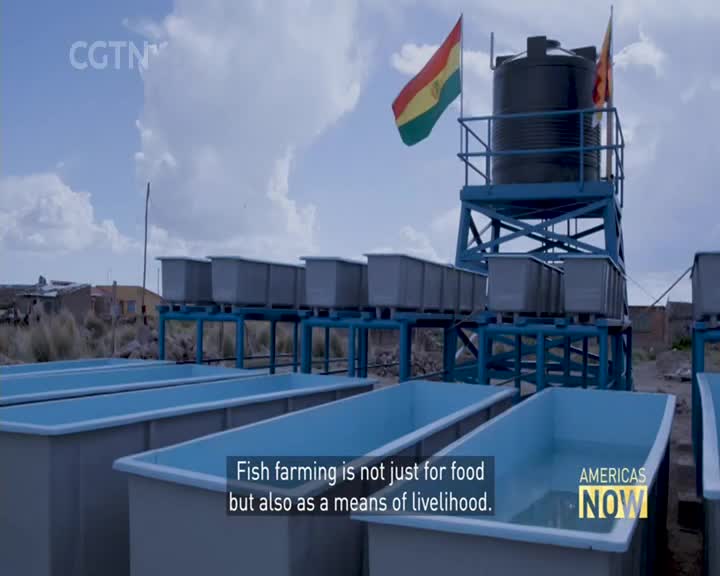 CGTN
Fish farming is not just for food
but also as a means of livelihood.
AMERICAS
NOW